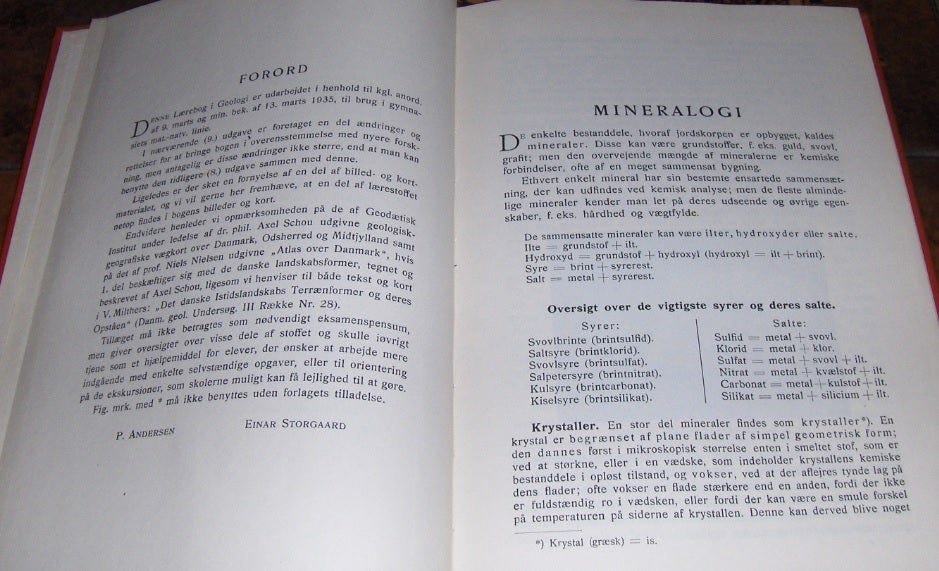 FORORD
DENNE Lærebog i Geologi er udarbejdet i henhold til kgl. anord.
af 9. marts og min. bek. af 13. marts 1935, til brug i gymna-
siets mat.-natv. linie.
I nærværende (9.) udgave er foretaget en del ændringer og
rettelser for at bringe bogen i overensstemmelse med nyere forsk-
ning, men antagelig er disse ændringer ikke større, end at man kan
benytte den tidligere (8.) udgave sammen med denne.
Ligeledes er der sket en fornyelse af en del af billed- og kort-
materialet, og vi vil gerne her fremhæve, at en del af lærestoffet
netop findes i bogens billeder og kort.
Endvidere henleder vi opmærksomheden på de af Geodætisk
Institut under ledelse af dr. phil. Axel Schou udgivne geologisk-
geografiske vægkort over Danmark, Odsherred og Midtjylland samt
på det af prof. Niels Nielsen udgivne „Atlas over Danmark“, hvis
1. del beskæftiger sig med de danske landskabsformer, tegnet og
beskrevet af Axel Schou, ligesom vi henviser til både tekst og kort
i V. Milthers: „Det danske Istidslandskabs Terrænformer og deres
Opståen“ (Danm. geol. Undersøg. III Række Nr. 28).
Tillæget må ikke betragtes som nødvendigt eksamenspensum,
men giver oversigter over visse dele af stoffet og skulle iøvrigt
tjene som et hjælpemiddel for elever, der ønsker at arbejde mere
indgående med enkelte selvstændige opgaver, eller til orientering
på de ekskursioner, som skolerne muligt kan få lejlighed til at gøre.
Fig. mrk. med * må ikke benyttes uden forlagets tilladelse.
P. ANDERSEN EINAR STORGAARD
MINERALOGI
DE enkelte bestanddele, hvoraf jordskorpen er opbygget, kaldes
mineraler. Disse kan være grundstoffer, f. eks. guld, svovl,
grafit; men den overvejende mængde af mineralerne er kemiske
forbindelser, ofte af en meget sammensat bygning.
Ethvert enkelt mineral har sin bestemte ensartede sammensæt-
ning, der kan udfindes ved kemisk analyse; men de fleste alminde-
lige mineraler kender man let på deres udseende og øvrige egen-
skaber, f. eks. hårdhed og vægtfylde.
De sammensatte mineraler kan være ilter, hydroxyder eller salte.
Ilte = grundstof + ilt.
Hydroxyd = grundstof + hydroxyl (hydroxyl = ilt + brint).
Syre = brint + syrerest.
Salt = metal + syrerest.
Oversigt over de vigtigste syrer og deres salte.
Syrer:
Svovlbrinte (brintsulfid).
Saltsyre (brintklorid).
Svovlsyre (brintsulfat).
Salpetersyre (brintnitrat).
Kulsyre (brintcarbonat).
Kiselsyre (brintsilikat).
Salte:
Sulfid = metal + svovl.
Klorid = metal + klor.
Sulfat = metal + svovl + ilt.
Nitrat = metal + kvælstof + ilt.
Carbonat = metal + kulstof + ilt.
Silikat = metal + silicium + ilt.
Krystaller. En stor del mineraler findes som krystaller*). En
krystal er begrænset af plane flader af simpel geometrisk form;
den dannes først i mikroskopisk størrelse enten i smeltet stof, som er
ved at størkne, eller i en vædske, som indeholder krystallens kemiske
bestanddele i opløst tilstand, og vokser, ved at der aflejres tynde lag på
dens flader; ofte vokser en flade stærkere end en anden, fordi der ikke
er fuldstændig ro i vædsken, eller fordi der kan være en smule forskel
på temperaturen på siderne af krystallen. Denne kan derved blive noget
*) Krystal (græsk) = is.